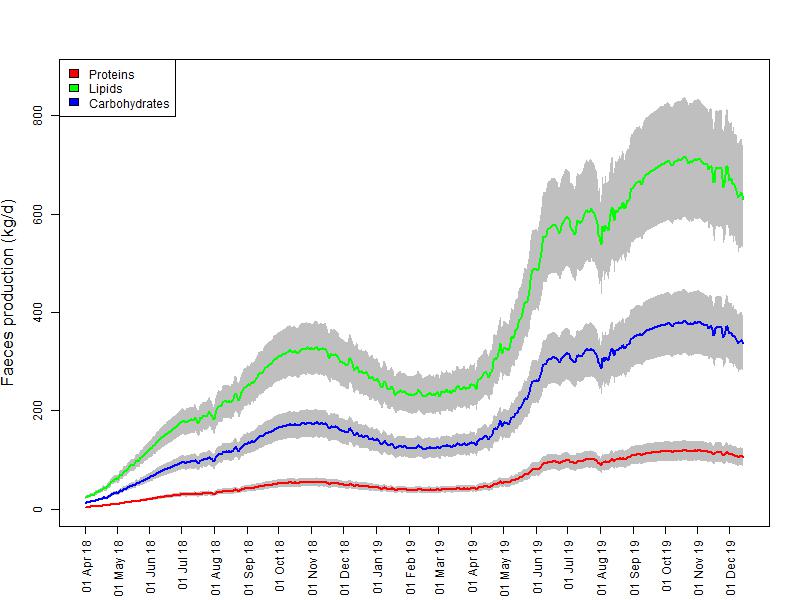 Proteins
Lipids
Carbohydrates
Faeces production (kg/d)
800
600
400
200
0
01 Apr 18
01 May 18
01 Jun 18
01 Jul 18
01 Aug 18
01 Sep 18
01 Oct 18
01 Nov 18
01 Dec 18
01 Jan 19
01 Feb 19
01 Mar 19
01 Apr 19
01 May 19
01 Jun 19
01 Jul 19
01 Aug 19
01 Sep 19
01 Oct 19
01 Nov 19
01 Dec 19